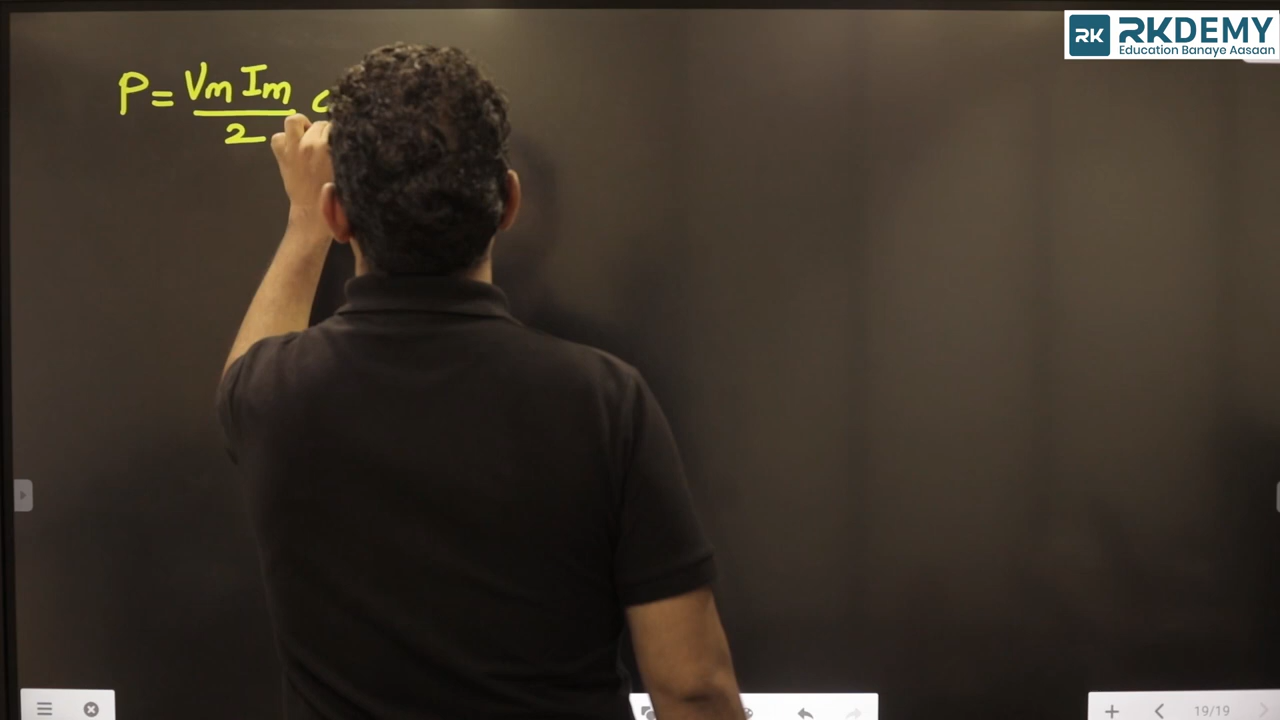 RK RKDEMY
Education Banaye Aasaan
P = Vm Im / 2
19/19